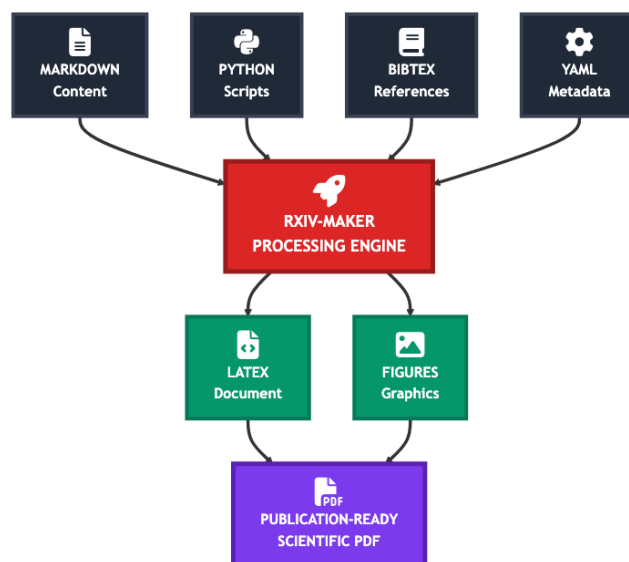 MARKDOWN
Content
PYTHON
Scripts
BIBTEX
References
YAML
Metadata
RXIV-MAKER
PROCESSING ENGINE
LATEX
Document
FIGURES
Graphics
PDF
PUBLICATION-READY
SCIENTIFIC PDF